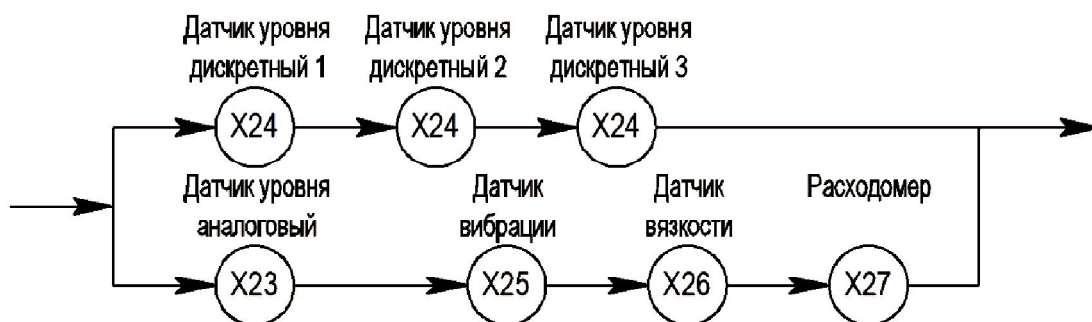 Датчик уровня
дискретный 1
Датчик уровня
дискретный 2
Датчик уровня
дискретный 3
X24
X24
X24
Датчик уровня
аналоговый
Датчик
вибрации
Датчик
вязкости
Расходомер
X23
X25
X26
X27